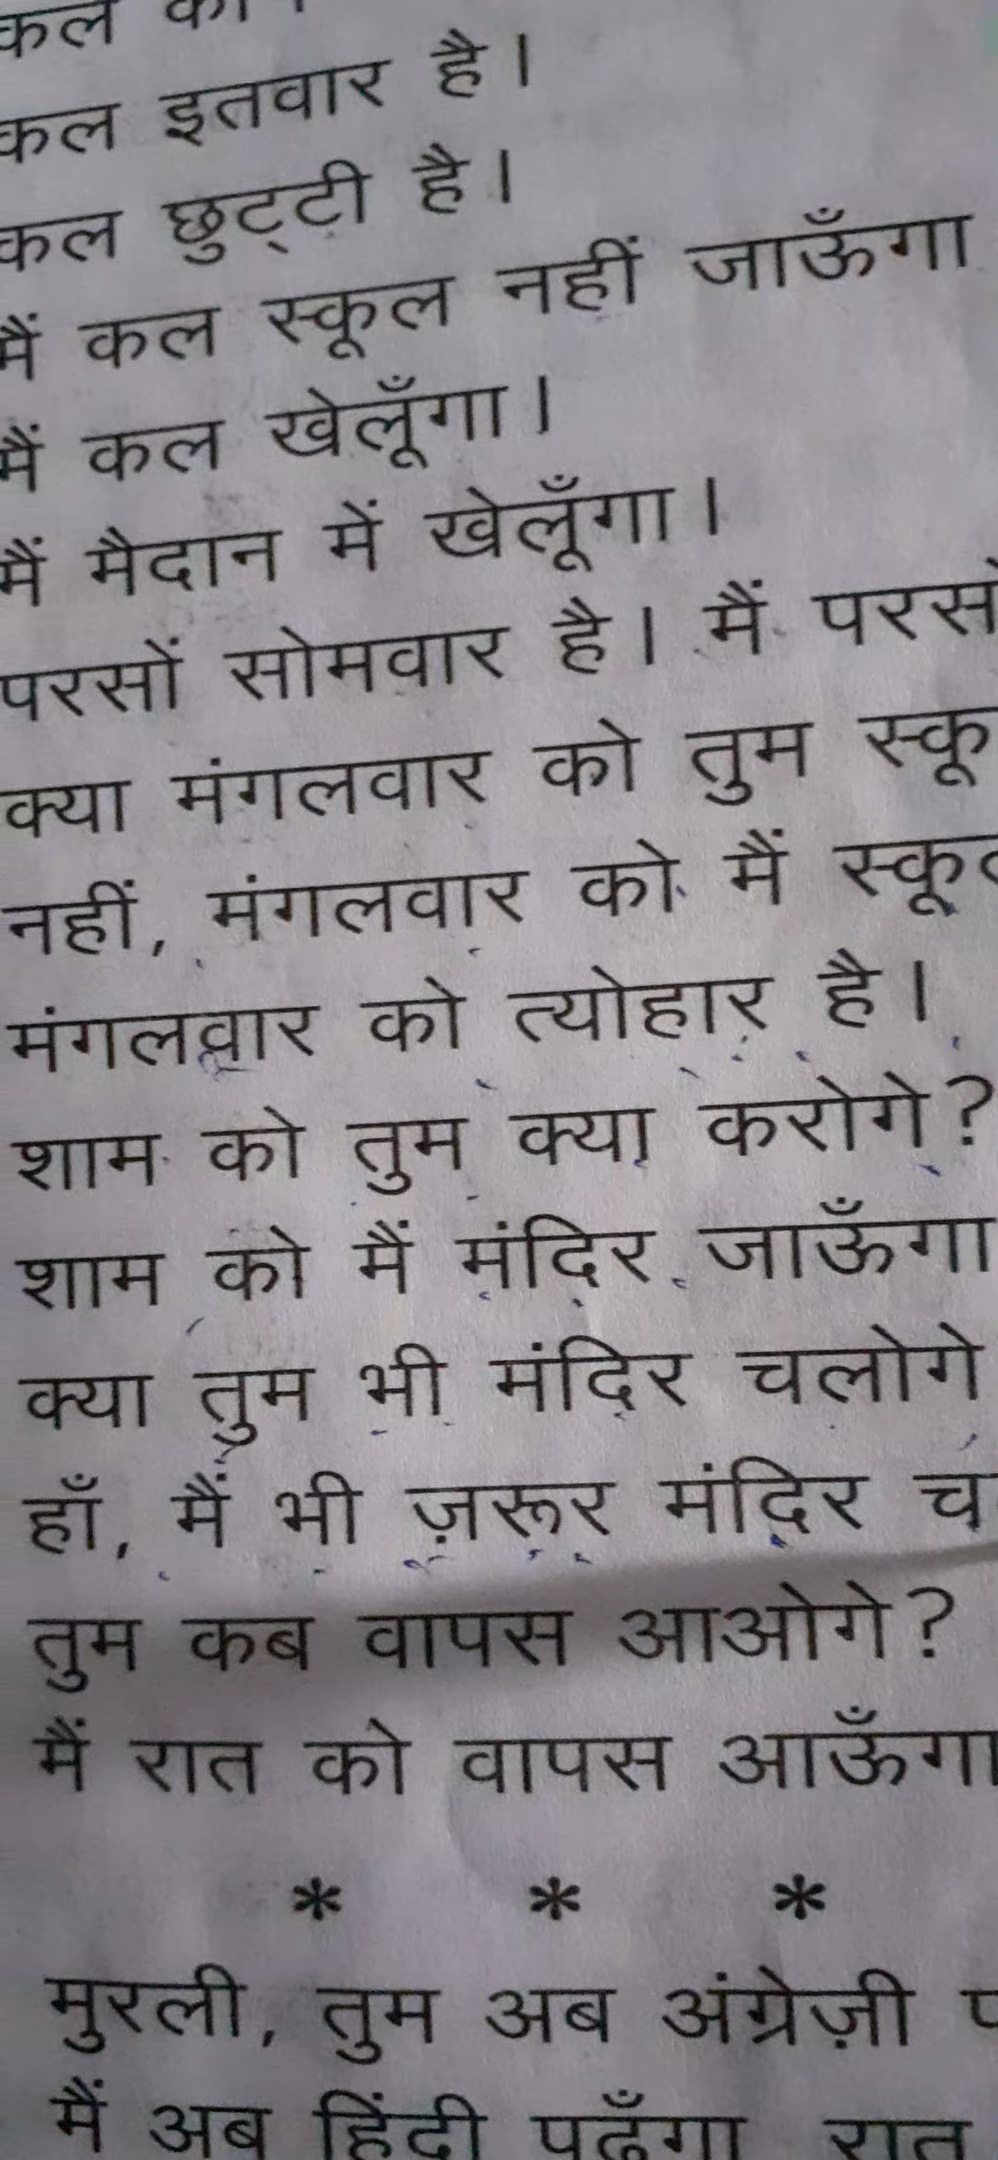 कल
कल इतवार है।
कल छुट्टी है।
मैं कल स्कूल नहीं जाऊँगा
मैं कल खेलूँगा।
मैं मैदान में खेलूँगा।
परसों सोमवार है। मैं
क्या मंगलवार को तुम
नहीं, मंगलवार को मैं
मंगलवार को त्योहार है।
शाम को तुम क्या करोगे?
शाम को मैं मंदिर जाऊँगा
क्या तुम भी मंदिर चलोगे
हाँ, मैं भी ज़रूर मंदिर
तुम कब वापस आओगे?
मैं रात को वापस आऊँगा
* * *
मुरली, तुम अब अंग्रेज़ी
मैं अब हिंदी पढूँगा रात